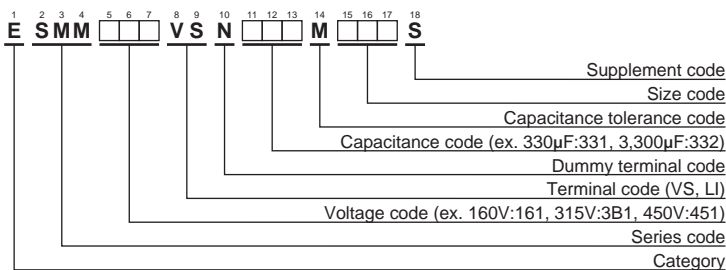 1 2 3 4 5 6 7 8 9 10 11 12 13 14 15 16 17 18
E SMM VS N M S
Supplement code
Size code
Capacitance tolerance code
Capacitance code (ex. 330μF:331, 3,300μF:332)
Dummy terminal code
Terminal code (VS, LI)
Voltage code (ex. 160V:161, 315V:3B1, 450V:451)
Series code
Category